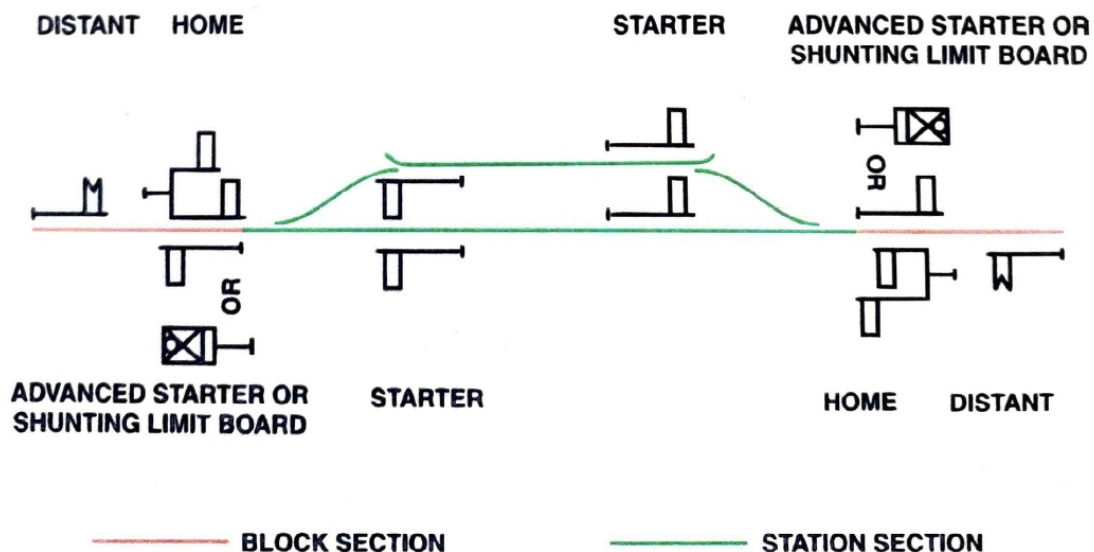 DISTANT HOME
STARTER
ADVANCED STARTER OR
SHUNTING LIMIT BOARD
OR
OR
ADVANCED STARTER OR
SHUNTING LIMIT BOARD
STARTER
HOME DISTANT
BLOCK SECTION
STATION SECTION